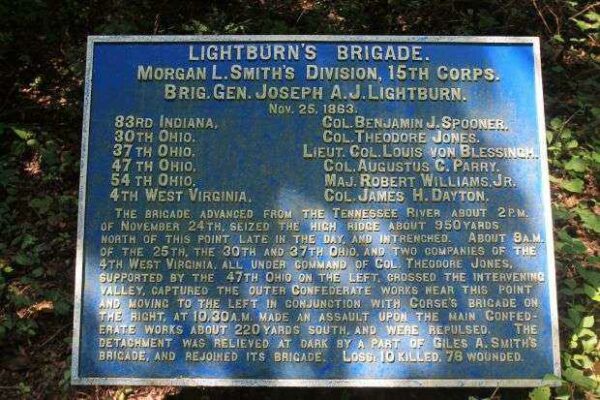 LIGHTBURN'S BRIGADE.
MORGAN L. SMITH'S DIVISION, 15TH CORPS.
BRIG. GEN. JOSEPH A.J. LIGHTBURN.
NOV. 25, 1863.
83RD INDIANA, COL. BENJAMIN J. SPOONER.
30TH OHIO. COL. THEODORE JONES.
37TH OHIO. LIEUT. COL. LOUIS VON BLESSINGH.
47TH OHIO. COL. AUGUSTUS C. PARRY.
54TH OHIO. MAJ. ROBERT WILLIAMS, JR.
4TH WEST VIRGINIA. COL. JAMES H. DAYTON.
THE BRIGADE ADVANCED FROM THE TENNESSEE RIVER ABOUT 2 P.M.
OF NOVEMBER 24TH, SEIZED THE HIGH RIDGE ABOUT 950 YARDS
NORTH OF THIS POINT LATE IN THE DAY, AND INTRENCHED. ABOUT 9 A.M.
OF THE 25TH, THE 30TH AND 37TH OHIO, AND TWO COMPANIES OF THE
4TH WEST VIRGINIA, ALL UNDER COMMAND OF COL. THEODORE JONES,
SUPPORTED BY THE 47TH OHIO ON THE LEFT, CROSSED THE INTERVENING
VALLEY, CAPTURED THE OUTER CONFEDERATE WORKS NEAR THIS POINT
AND MOVING TO THE LEFT IN CONJUNCTION WITH CORSE'S BRIGADE ON
THE RIGHT, AT 10,30 A.M. MADE AN ASSAULT UPON THE MAIN CONFED-
ERATE WORKS ABOUT 220 YARDS SOUTH, AND WERE REPULSED. THE
DETACHMENT WAS RELIEVED AT DARK BY A PART OF GILES A. SMITH'S
BRIGADE, AND REJOINED ITS BRIGADE. LOSS: 10 KILLED, 78 WOUNDED.